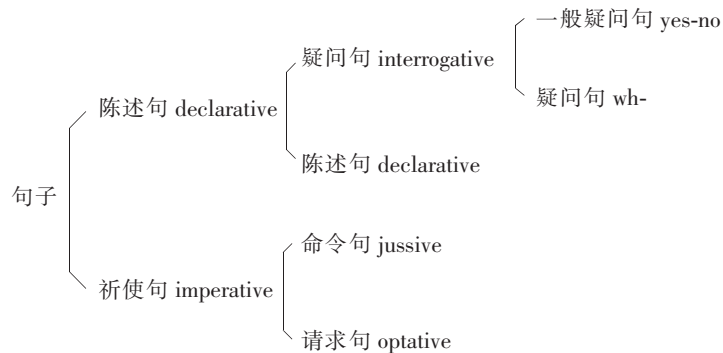 一般疑问句 yes-no
疑问句 interrogative
疑问句 wh-
陈述句 declarative
陈述句 declarative
句子
命令句 jussive
祈使句 imperative
请求句 optative